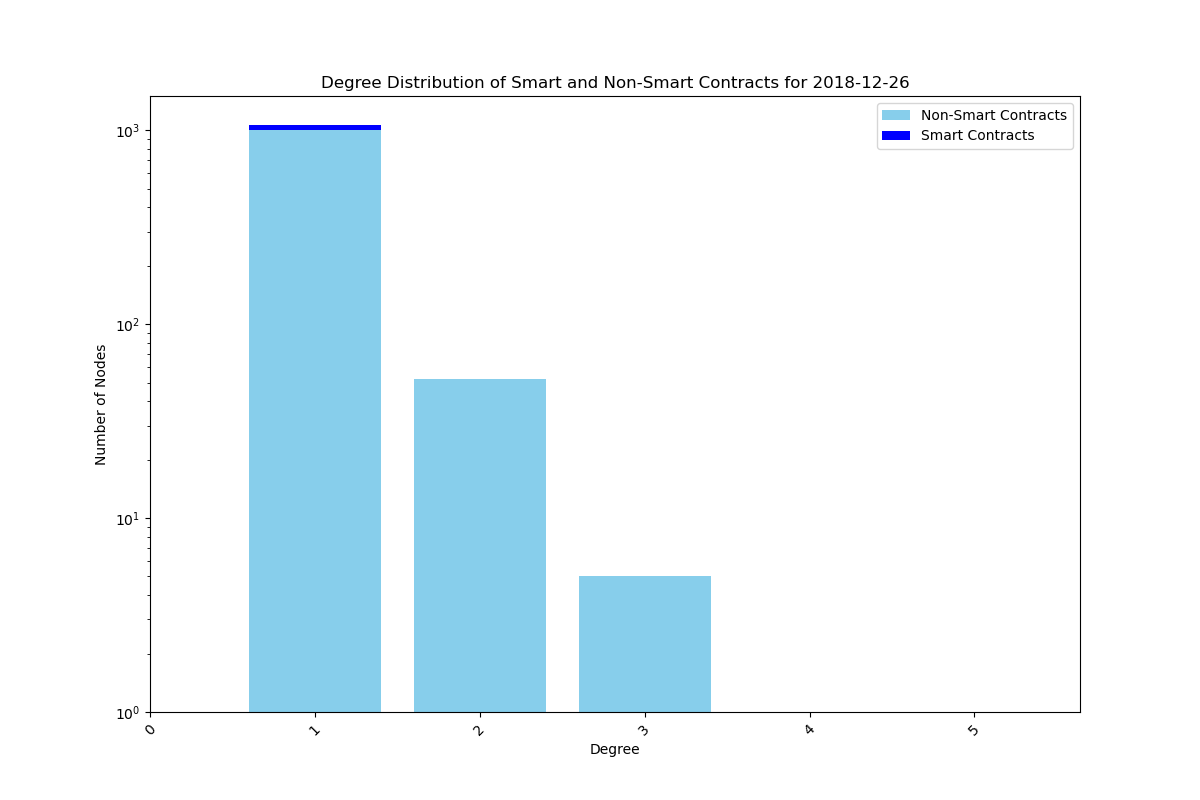 Degree Distribution of Smart and Non-Smart Contracts for 2018-12-26
Non-Smart Contracts
Smart Contracts
Number of Nodes
10³
10²
10¹
10⁰
0 1 2 3 4 5
Degree